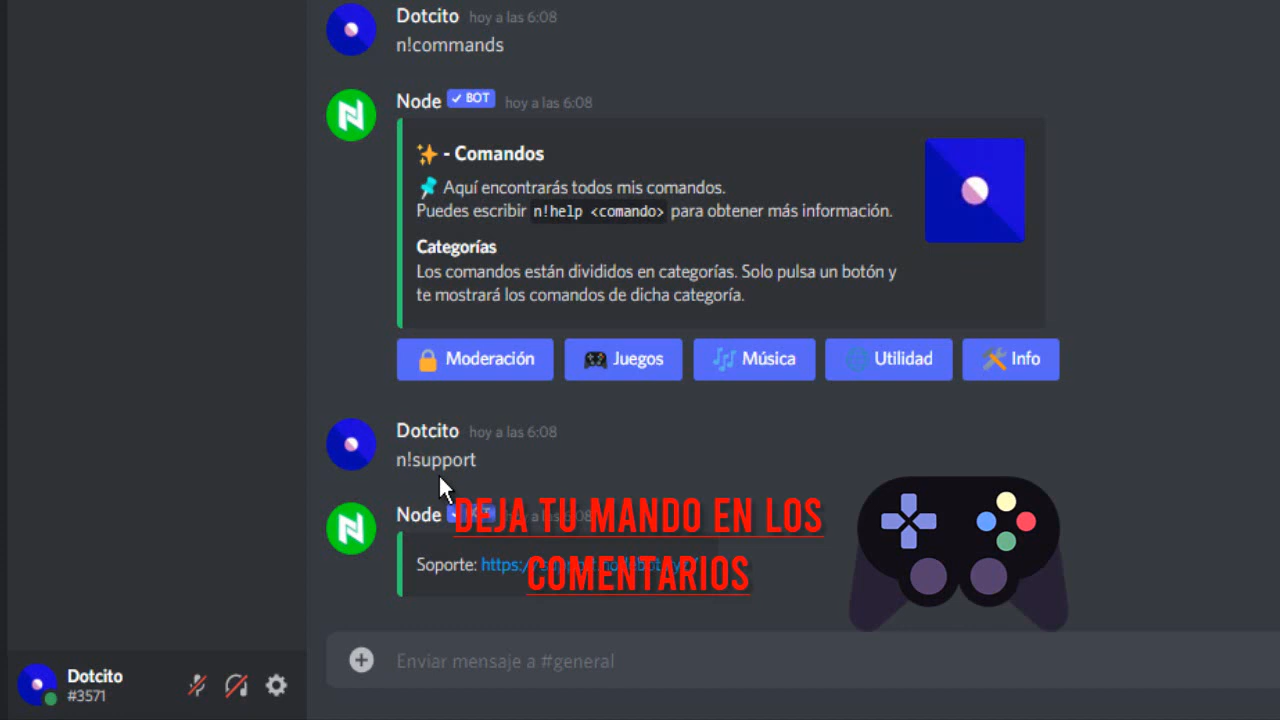 Dotcito hoy a las 6:08
n!commands
Node BOT hoy a las 6:08
- Comandos
Aquí encontrarás todos mis comandos.
Puedes escribir n!help <comando> para obtener más información.
Categorías
Los comandos están divididos en categorías. Solo pulsa un botón y
te mostrará los comandos de dicha categoría.
Moderación Juegos Música Utilidad Info
Dotcito hoy a las 6:08
n!support
Node
DEJA TU MANDO EN LOS
COMENTARIOS
Soporte:
Enviar mensaje a #general
Dotcito
#3571